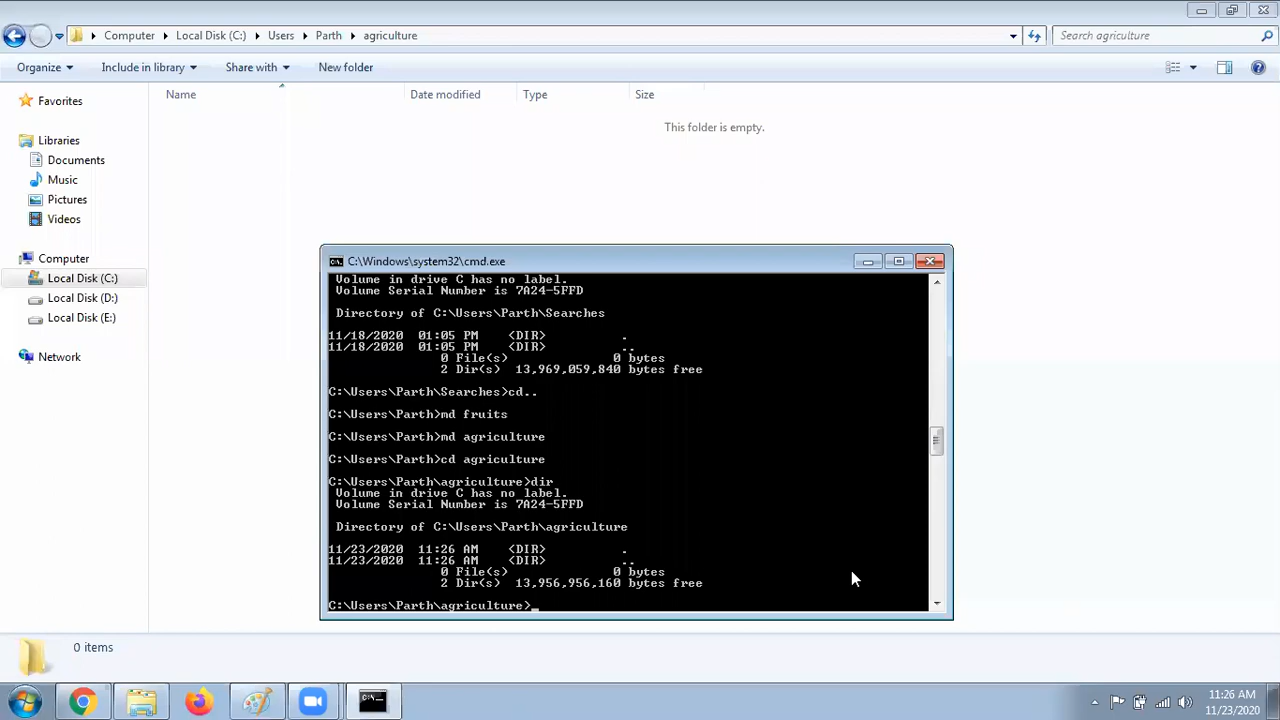 Computer Local Disk (C:) Users Parth agriculture
Search agriculture
Organize Include in library Share with New folder
Name Date modified Type Size
This folder is empty.
Favorites
Libraries
Documents
Music
Pictures
Videos
Computer
Local Disk (C:)
Local Disk (D:)
Local Disk (E:)
Network
C:\Windows\system32\cmd.exe
Volume in drive C has no label.
Volume Serial Number is 7A24-5FFD
Directory of C:\Users\Parth\Searches
11/18/2020 01:05 PM <DIR> .
11/18/2020 01:05 PM <DIR> ..
0 File(s) 0 bytes
2 Dir(s) 13,969,059,840 bytes free
C:\Users\Parth\Searches>cd..
C:\Users\Parth>md fruits
C:\Users\Parth>md agriculture
C:\Users\Parth>cd agriculture
C:\Users\Parth\agriculture>dir
Volume in drive C has no label.
Volume Serial Number is 7A24-5FFD
Directory of C:\Users\Parth\agriculture
11/23/2020 11:26 AM <DIR> .
11/23/2020 11:26 AM <DIR> ..
0 File(s) 0 bytes
2 Dir(s) 13,956,956,160 bytes free
C:\Users\Parth\agriculture>_
0 items
11:26 AM
11/23/2020